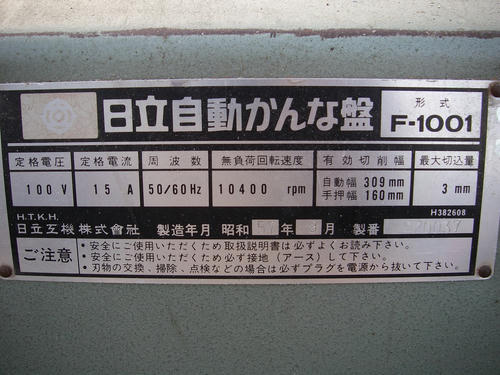 日立自動かんな盤
形式
F-1001
定格電圧 定格電流 周波数 無負荷回転速度 有効切削幅 最大切込量
100 V 15 A 50/60Hz 10400 rpm 自動幅 309mm 3 mm
手押幅 160mm
H.T.K.H. H382608
日立工機株式會社 製造年月 昭和 年 月 製番
ご注意
・安全にご使用いただくため取扱説明書は必ずよくお読み下さい。
・安全にご使用いただくため必ず接地(アース)して下さい。
・刃物の交換、掃除、点検などの場合は必ずプラグを電源から抜いて下さい。